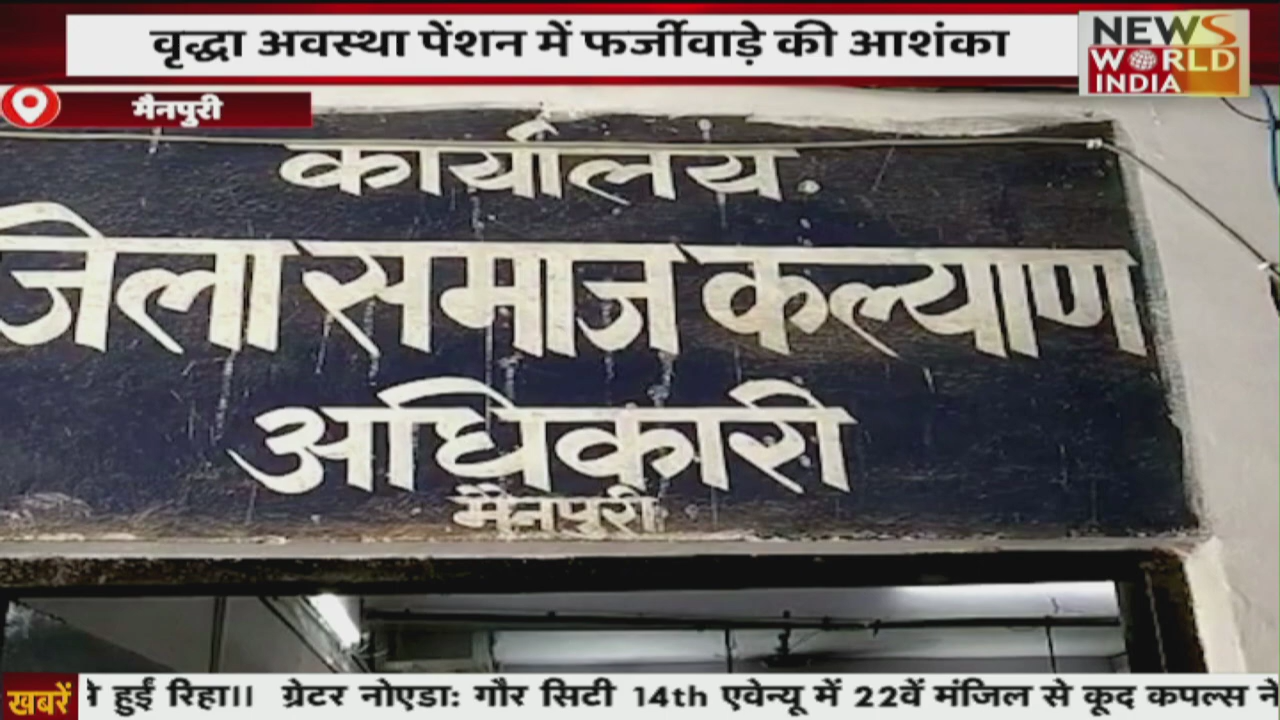 वृद्धा अवस्था पेंशन में फर्जीवाड़े की आशंका
NEWS
WORLD
INDIA
मैनपुरी
कार्यालय.
जिला समाज कल्याण
अधिकारी
मैनपुरी
खबरें
ने हुईं रिहा।। ग्रेटर नोएडा: गौर सिटी 14th एवेन्यू में 22वें मंजिल से कूद कपल्स ने